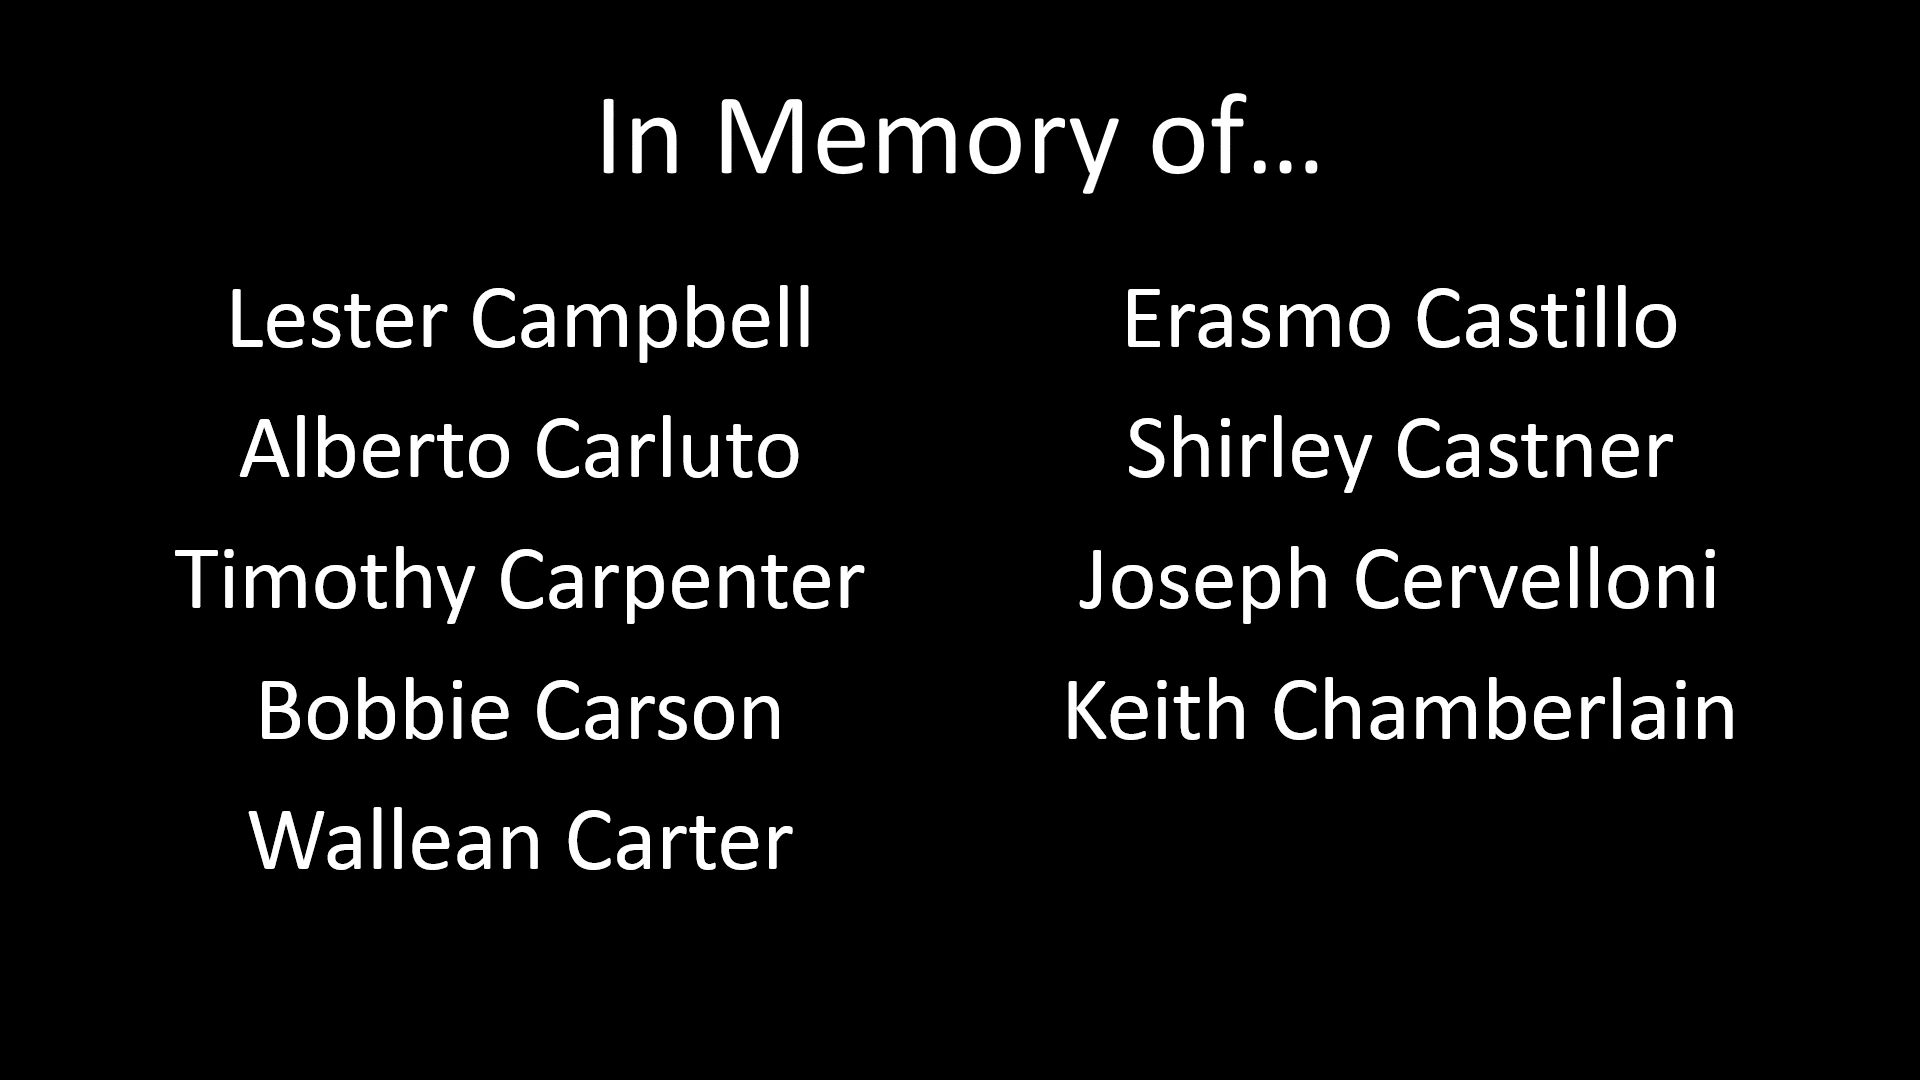 In Memory of…
Lester Campbell
Alberto Carluto
Timothy Carpenter
Bobbie Carson
Wallean Carter
Erasmo Castillo
Shirley Castner
Joseph Cervelloni
Keith Chamberlain